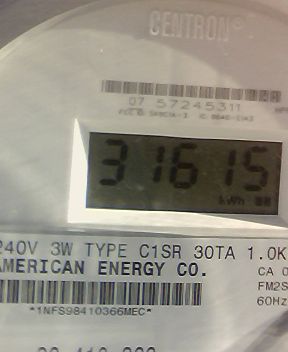 CENTRON®
07 57245311
31615
kWh
240V 3W TYPE C1SR 30TA 1.0K
AMERICAN ENERGY CO.
CA 0
FM2S
60Hz
*1NFS98410366MEC*